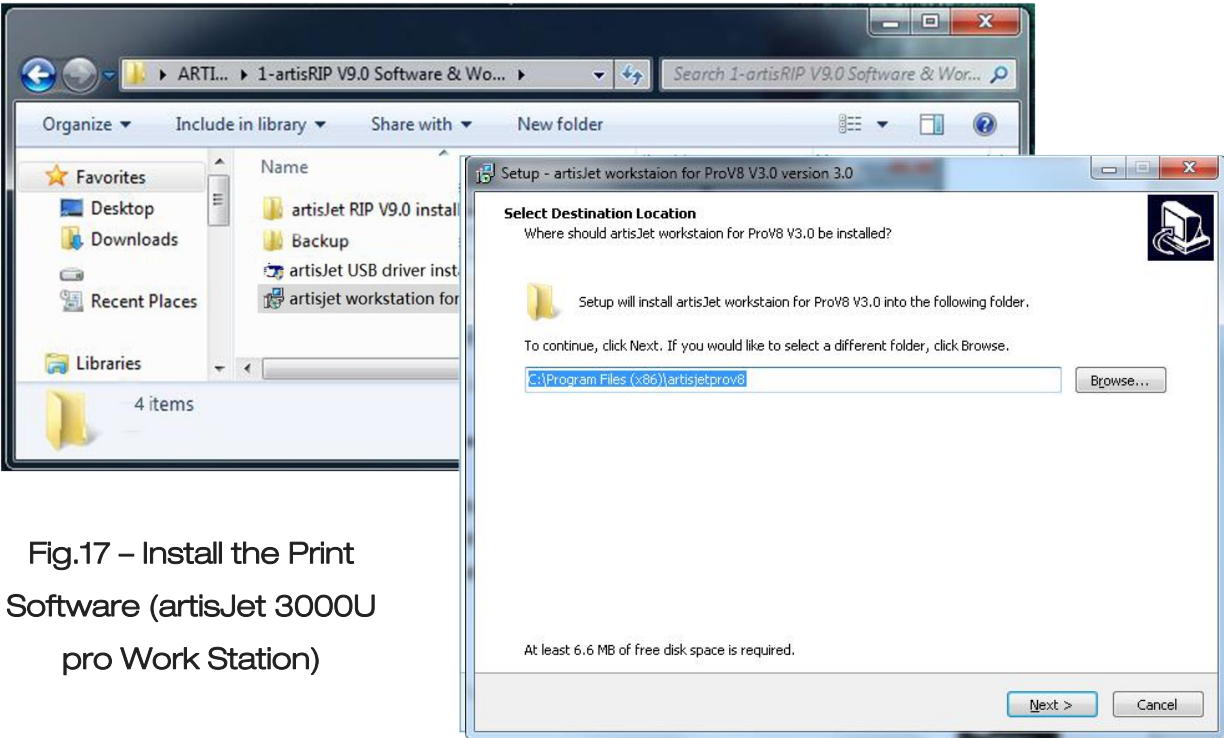 ARTI... ▸ 1-artisRIP V9.0 Software & Wo... ▸
Search 1-artisRIP V9.0 Software & Wor...
Organize Include in library Share with New folder
Favorites
Desktop
Downloads
Recent Places
Libraries
Name
artisJet RIP V9.0 install
Backup
artisJet USB driver inst
artisjet workstation for
4 items
Setup - artisJet workstaion for ProV8 V3.0 version 3.0
Select Destination Location
Where should artisJet workstaion for ProV8 V3.0 be installed?
Setup will install artisJet workstaion for ProV8 V3.0 into the following folder.
To continue, click Next. If you would like to select a different folder, click Browse.
C:\Program Files (x86)\artisjetprov8
Browse...
At least 6.6 MB of free disk space is required.
Next > Cancel
Fig.17 – Install the Print
Software (artisJet 3000U
pro Work Station)